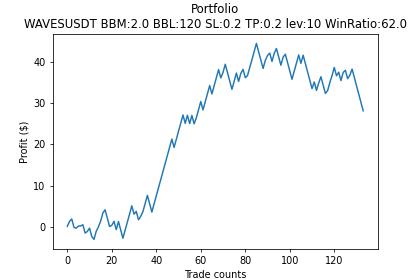 Portfolio
WAVESUSDT BBM:2.0 BBL:120 SL:0.2 TP:0.2 lev:10 WinRatio:62.0
40
30
20
10
0
Profit ($)
0 20 40 60 80 100 120
Trade counts